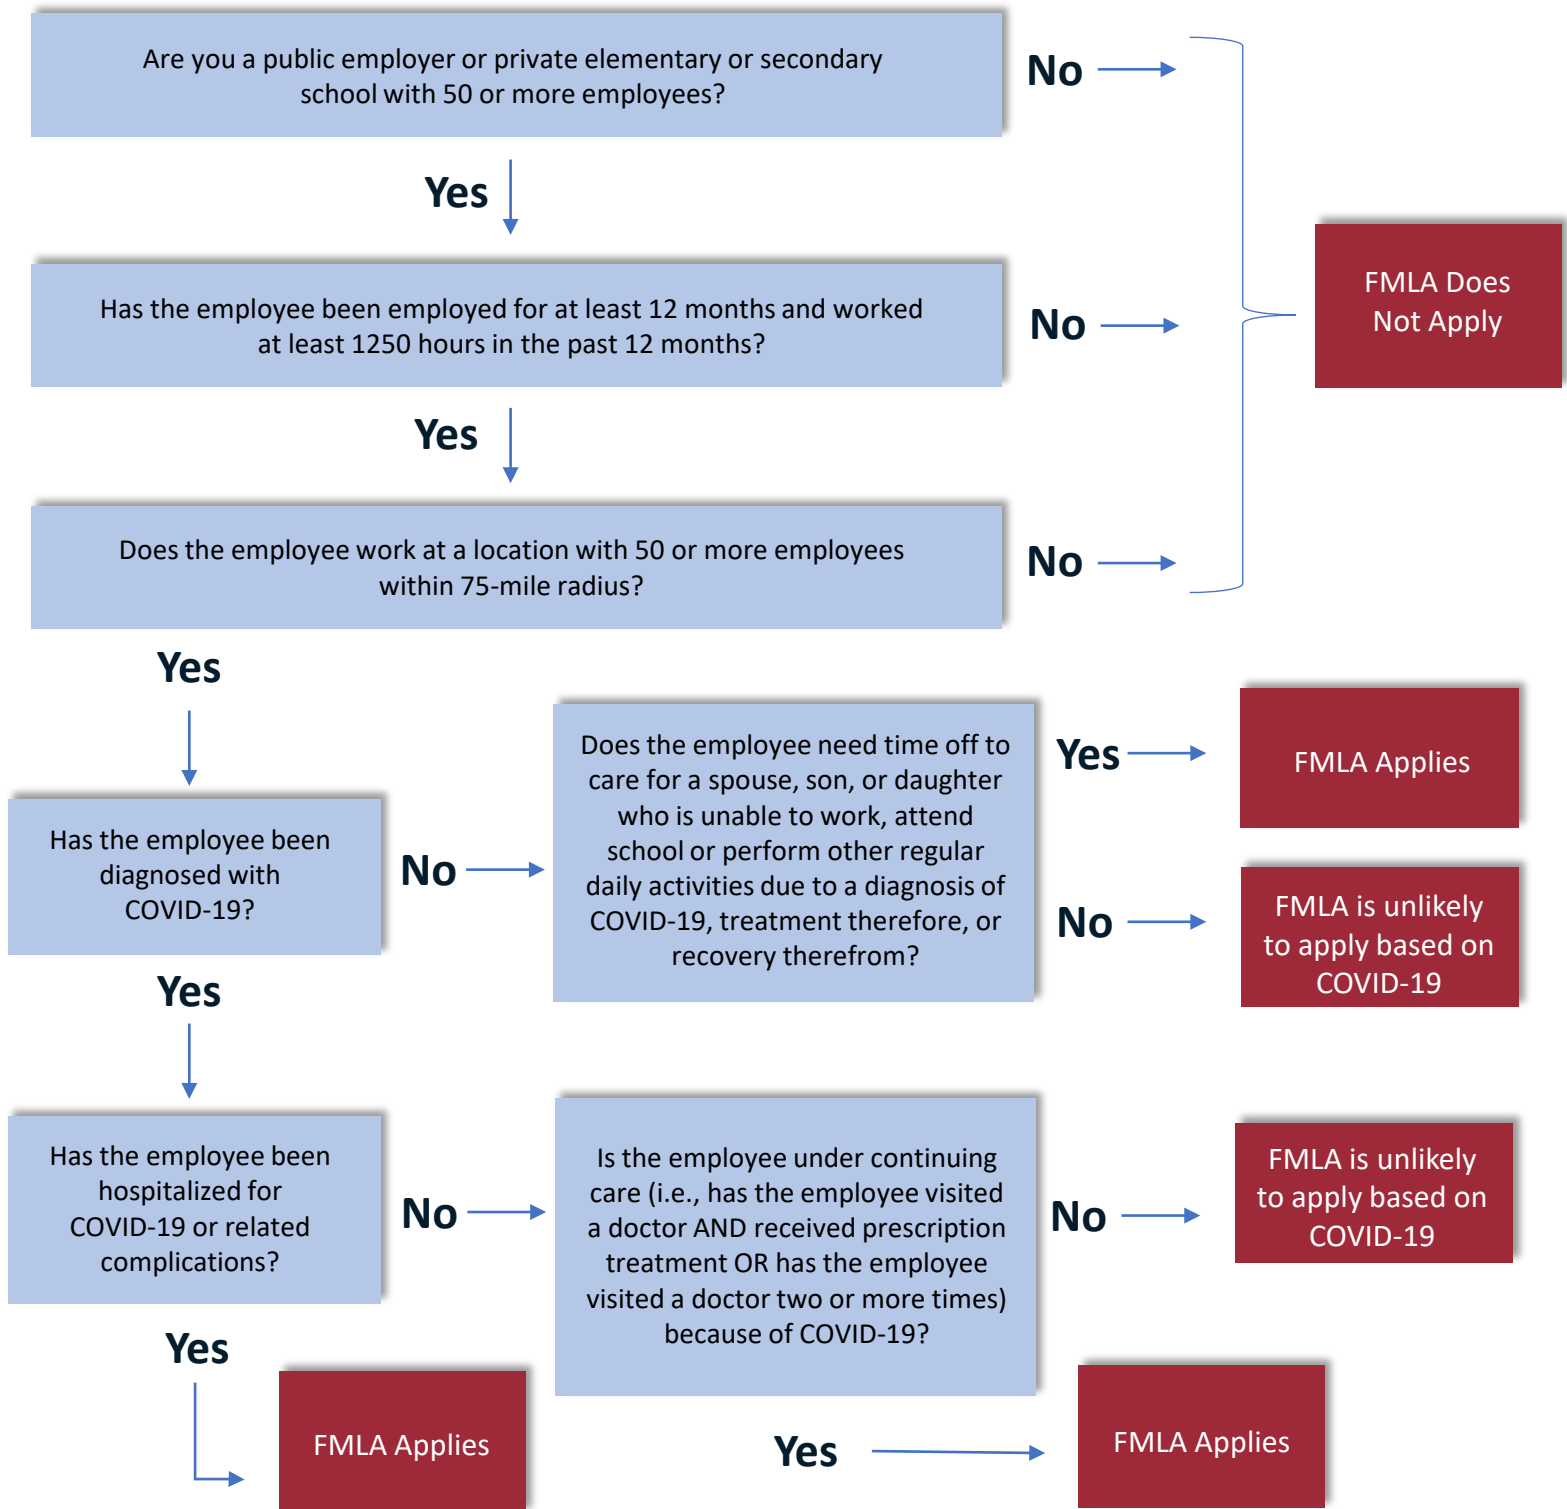 Are you a public employer or private elementary or secondary
school with 50 or more employees?
No
Yes
Has the employee been employed for at least 12 months and worked
at least 1250 hours in the past 12 months?
No
FMLA Does
Not Apply
Yes
Does the employee work at a location with 50 or more employees
within 75-mile radius?
No
Yes
Has the employee been
diagnosed with
COVID-19?
No
Does the employee need time off to
care for a spouse, son, or daughter
who is unable to work, attend
school or perform other regular
daily activities due to a diagnosis of
COVID-19, treatment therefore, or
recovery therefrom?
Yes
FMLA Applies
No
FMLA is unlikely
to apply based on
COVID-19
Yes
Has the employee been
hospitalized for
COVID-19 or related
complications?
No
Is the employee under continuing
care (i.e., has the employee visited
a doctor AND received prescription
treatment OR has the employee
visited a doctor two or more times)
because of COVID-19?
No
FMLA is unlikely
to apply based on
COVID-19
Yes
FMLA Applies
Yes
FMLA Applies